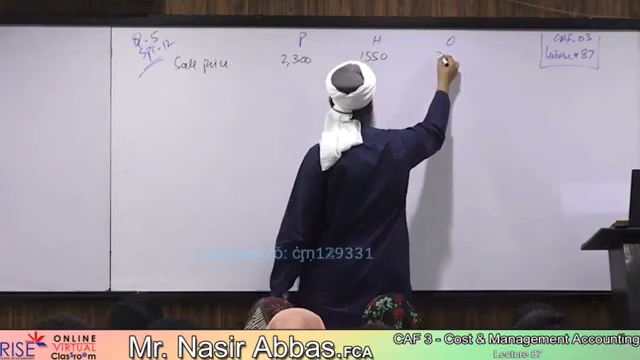 Q.5 P H O
Spr-12
Sale price 2,300 1550
CAF-03
Lecture # 87
RISE ONLINE VIRTUAL Classroom
Mr. Nasir Abbas.FCA
CAF 3 - Cost & Management Accounting
Lecture 87